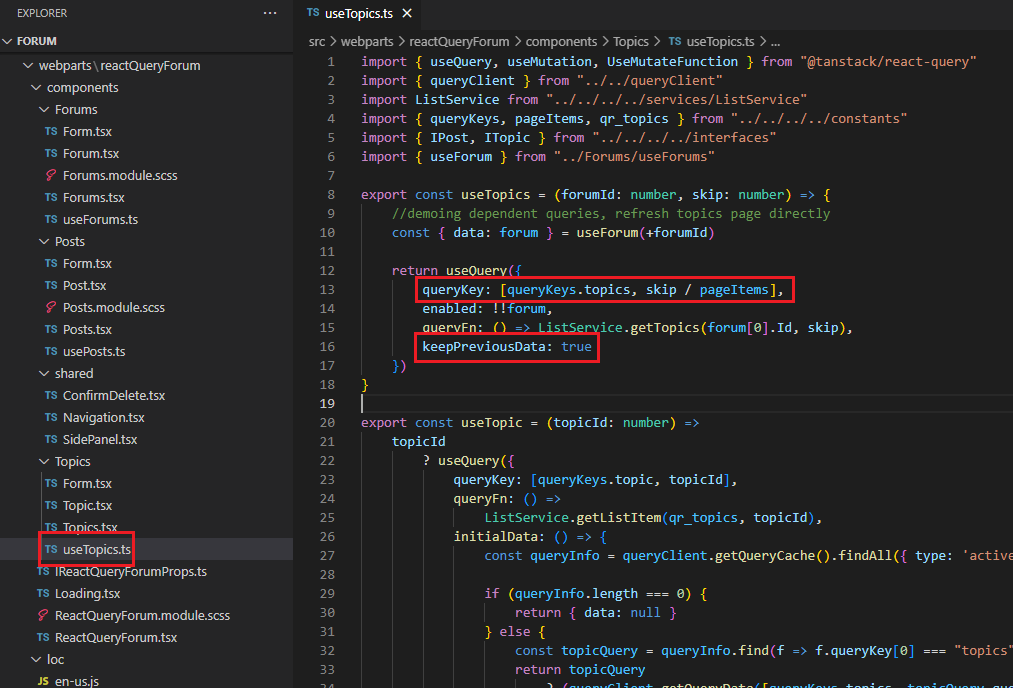 EXPLORER
FORUM
webparts\reactQueryForum
components
Forums
TS Form.tsx
TS Forum.tsx
Forums.module.scss
TS Forums.tsx
TS useForums.ts
Posts
TS Form.tsx
TS Post.tsx
Posts.module.scss
TS Posts.tsx
TS usePosts.ts
shared
TS ConfirmDelete.tsx
TS Navigation.tsx
TS SidePanel.tsx
Topics
TS Form.tsx
TS Topic.tsx
TS Topics.tsx
TS useTopics.ts
TS IReactQueryForumProps.ts
TS Loading.tsx
ReactQueryForum.module.scss
TS ReactQueryForum.tsx
loc
JS en-us.js
TS useTopics.ts
src > webparts > reactQueryForum > components > Topics > TS useTopics.ts > ...
1 import { useQuery, useMutation, UseMutateFunction } from "@tanstack/react-query"
2 import { queryClient } from "../../queryClient"
3 import ListService from "../../../../services/ListService"
4 import { queryKeys, pageItems, qr_topics } from "../../../../constants"
5 import { IPost, ITopic } from "../../../../interfaces"
6 import { useForum } from "../Forums/useForums"
7
8 export const useTopics = (forumId: number, skip: number) => {
9 //demoing dependent queries, refresh topics page directly
10 const { data: forum } = useForum(+forumId)
11
12 return useQuery({
13 queryKey: [queryKeys.topics, skip / pageItems],
14 enabled: !!forum,
15 queryFn: () => ListService.getTopics(forum[0].Id, skip),
16 keepPreviousData: true
17 })
18 }
19
20 export const useTopic = (topicId: number) =>
21 topicId
22 ? useQuery({
23 queryKey: [queryKeys.topic, topicId],
24 queryFn: () =>
25 ListService.getListItem(qr_topics, topicId),
26 initialData: () => {
27 const queryInfo = queryClient.getQueryCache().findAll({ type: 'active
28
29 if (queryInfo.length === 0) {
30 return { data: null }
31 } else {
32 const topicQuery = queryInfo.find(f => f.queryKey[0] === "topics"
33 return topicQuery
34 ? (queryClient.getQueryData([queryKeys.topics, topicQuery.que